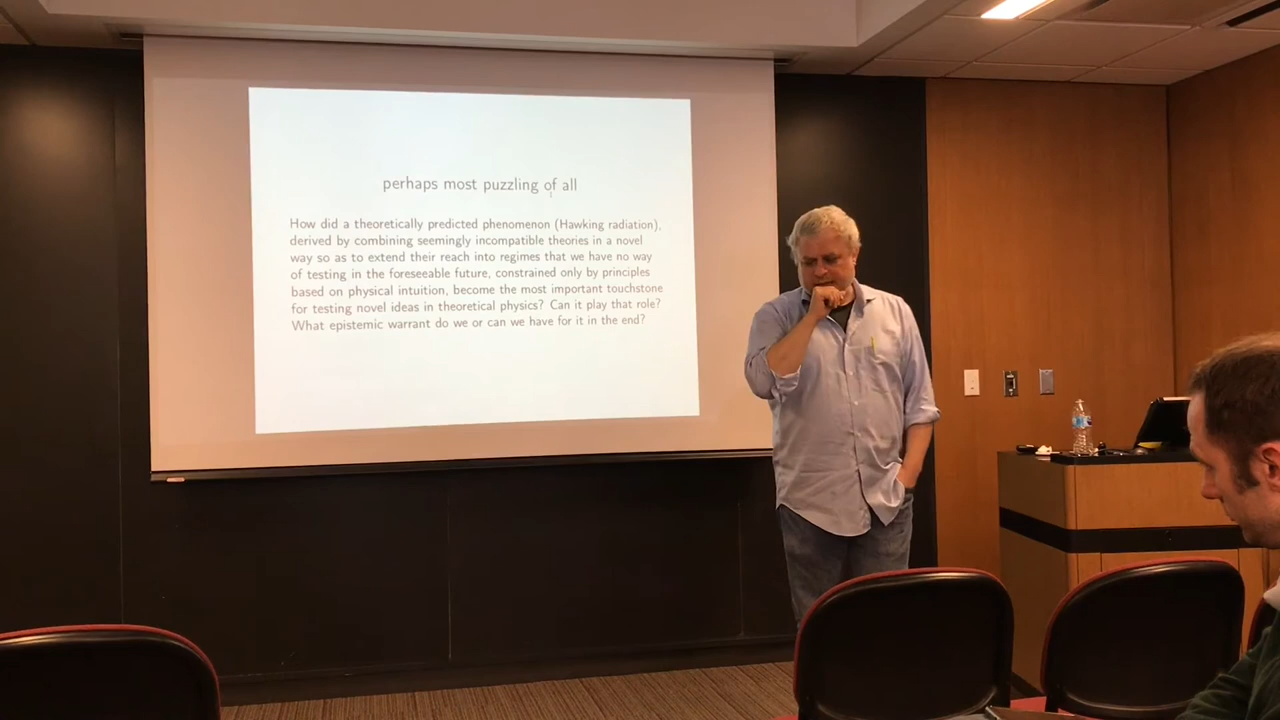 perhaps most puzzling of all
How did a theoretically predicted phenomenon (Hawking radiation),
derived by combining seemingly incompatible theories in a novel
way so as to extend their reach into regimes that we have no way
of testing in the foreseeable future, constrained only by principles
based on physical intuition, become the most important touchstone
for testing novel ideas in theoretical physics? Can it play that role?
What epistemic warrant do we or can we have for it in the end?